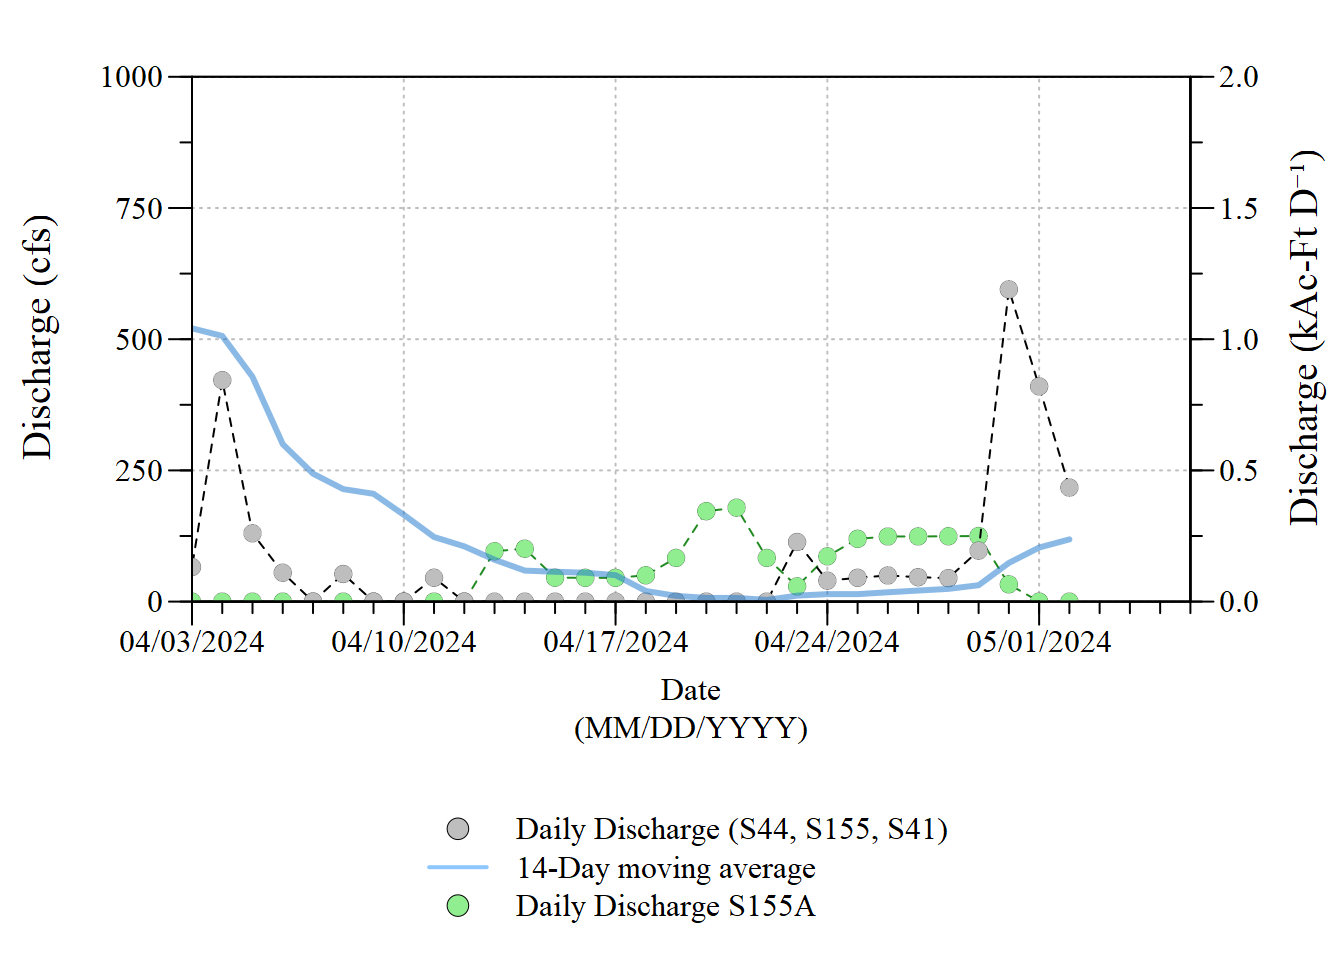 1000
750
500
250
0
Discharge (cfs)
2.0
1.5
1.0
0.5
0.0
Discharge (kAc-Ft D⁻¹)
04/03/2024 04/10/2024 04/17/2024 04/24/2024 05/01/2024
Date
(MM/DD/YYYY)
Daily Discharge (S44, S155, S41)
14-Day moving average
Daily Discharge S155A